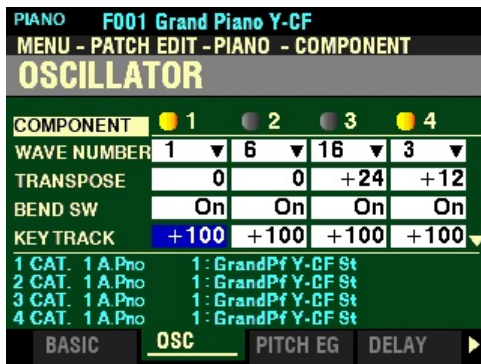 PIANO F001 Grand Piano Y-CF
MENU - PATCH EDIT - PIANO - COMPONENT
OSCILLATOR
COMPONENT 1 2 3 4
WAVE NUMBER 1 6 16 3
TRANSPOSE 0 0 +24 +12
BEND SW On On On On
KEY TRACK +100 +100 +100 +100
1 CAT. 1 A.Pno 1: GrandPf Y-CF St
2 CAT. 1 A.Pno 1: GrandPf Y-CF St
3 CAT. 1 A.Pno 1: GrandPf Y-CF St
4 CAT. 1 A.Pno 1: GrandPf Y-CF St
BASIC OSC PITCH EG DELAY